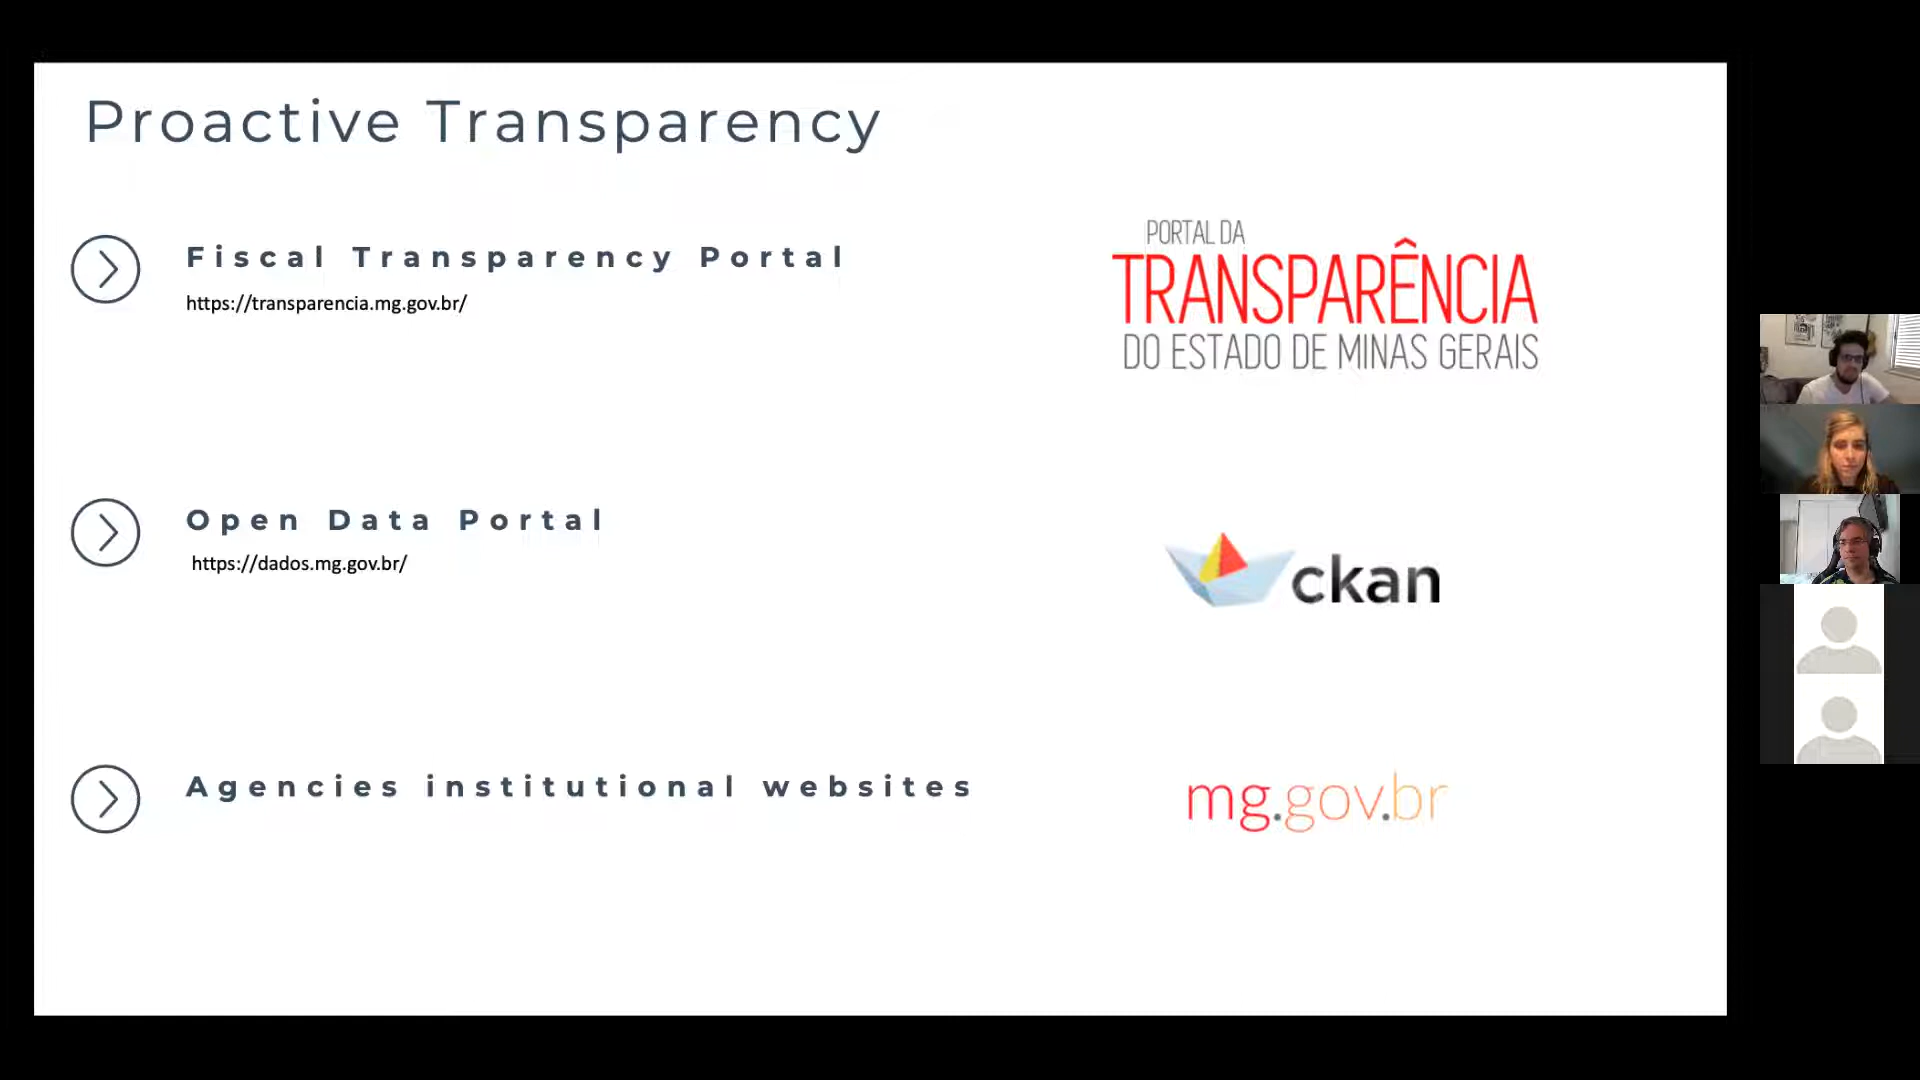 Proactive Transparency
Fiscal Transparency Portal
https://transparencia.mg.gov.br/
PORTAL DA
TRANSPARÊNCIA
DO ESTADO DE MINAS GERAIS
Open Data Portal
https://dados.mg.gov.br/
ckan
Agencies institutional websites
mg.gov.br